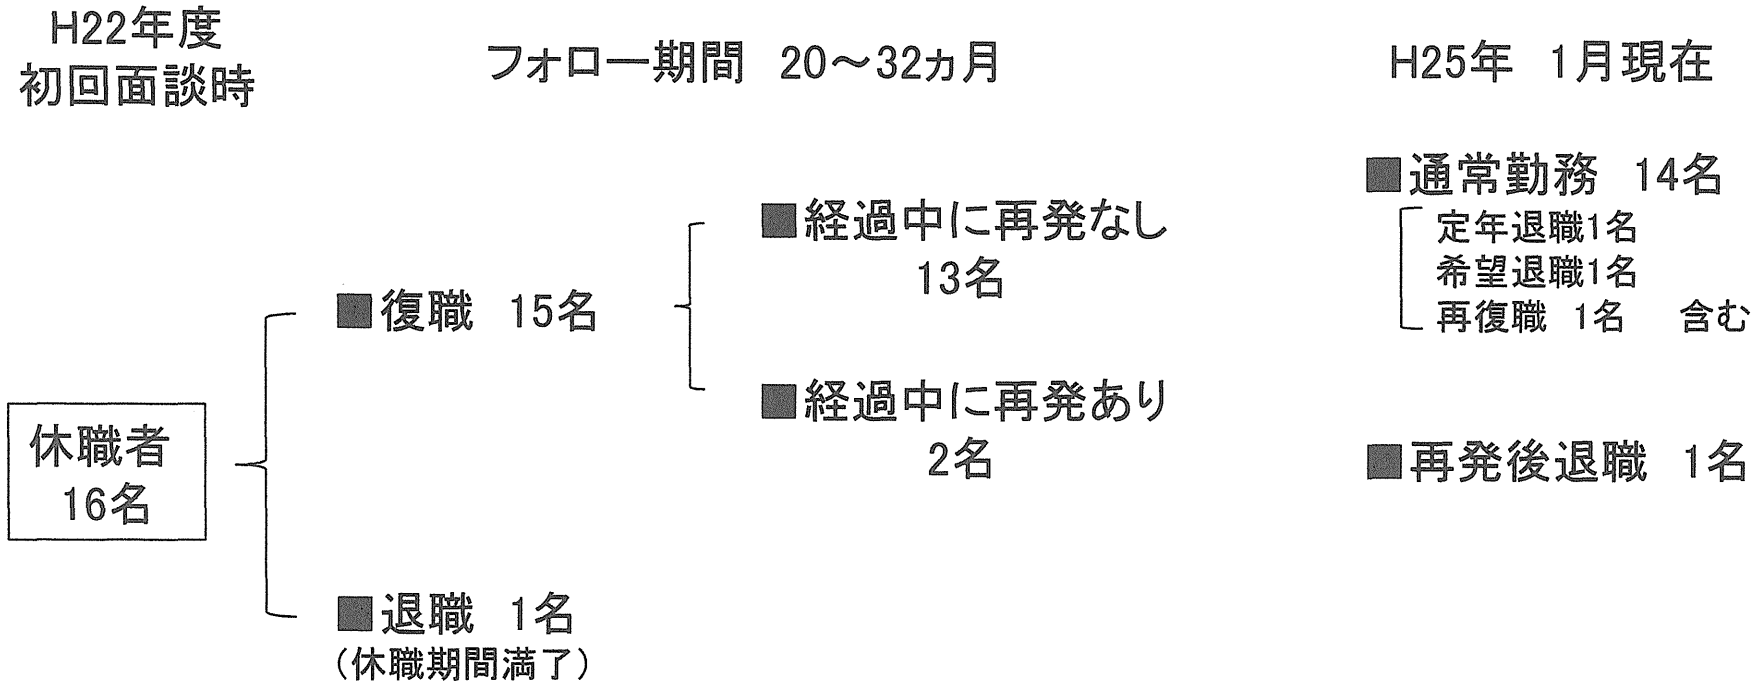 H22年度
初回面談時
フォロー期間 20～32ヵ月
H25年 1月現在
休職者
16名
■復職 15名
■退職 1名
(休職期間満了)
■経過中に再発なし
13名
■経過中に再発あり
2名
■通常勤務 14名
定年退職1名
希望退職1名
再復職 1名 含む
■再発後退職 1名